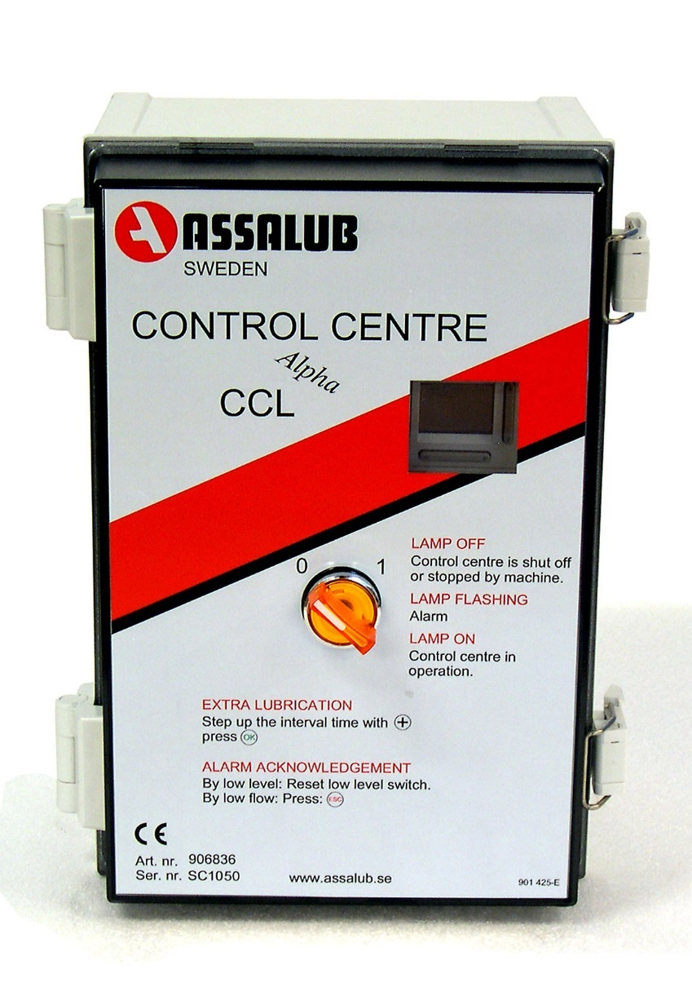 ASSALUB
SWEDEN
CONTROL CENTRE
Alpha
CCL
0 1
LAMP OFF
Control centre is shut off
or stopped by machine.
LAMP FLASHING
Alarm
LAMP ON
Control centre in
operation.
EXTRA LUBRICATION
Step up the interval time with +
press OK
ALARM ACKNOWLEDGEMENT
By low level: Reset low level switch.
By low flow: Press: ESC
CE
Art. nr. 906836
Ser. nr. SC1050
www.assalub.se
901 425-E